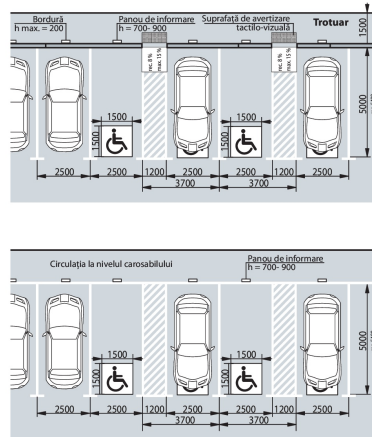 Bordură
h max. = 200
Panou de informare
h = 700- 900
Suprafață de avertizare
tactilo-vizuală
Trotuar
1500
rec. 8 %
max. 15 %
rec. 8 %
max. 15 %
5000
1500
1500
1500
1500
2500
2500
1200
2500
2500
1200
2500
3700
3700
Circulația la nivelul carosabilului
Panou de informare
h = 700- 900
5000
1500
1500
1500
1500
2500
2500
1200
2500
2500
1200
2500
3700
3700